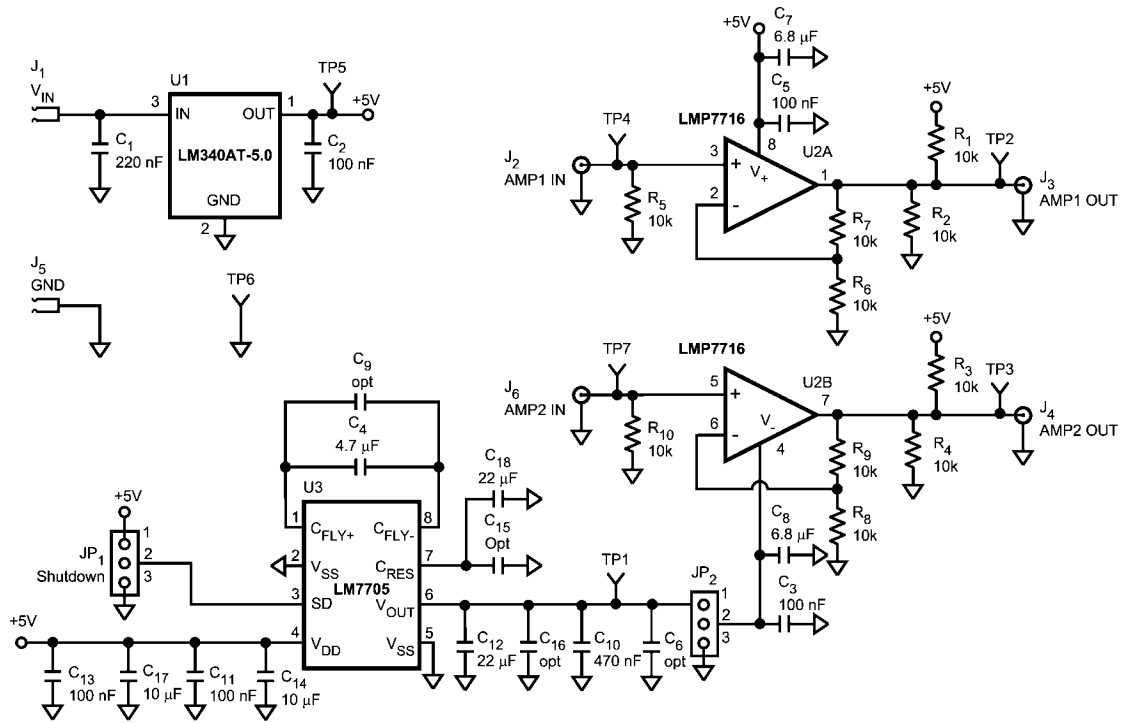 J1
VIN
C1
220 nF
U1
3
IN
OUT
1
LM340AT-5.0
GND
2
TP5
+5V
C2
100 nF
J5
GND
TP6
+5V
C7
6.8 µF
C5
100 nF
TP4
LMP7716
8
U2A
J2
AMP1 IN
3
+
V+
2
-
1
R5
10k
R7
10k
R6
10k
+5V
R1
10k
TP2
R2
10k
J3
AMP1 OUT
TP7
LMP7716
U2B
J6
AMP2 IN
5
+
6
-
V-
4
7
R10
10k
R9
10k
R8
10k
+5V
R3
10k
TP3
R4
10k
J4
AMP2 OUT
C8
6.8 µF
C3
100 nF
C9
opt
C4
4.7 µF
U3
C18
22 µF
C15
Opt
1
CFLY+
CFLY-
8
2
VSS
CRES
7
LM7705
3
SD
VOUT
6
4
VDD
VSS
5
+5V
JP1
Shutdown
1
2
3
+5V
C13
100 nF
C17
10 µF
C11
100 nF
C14
10 µF
C12
22 µF
C16
opt
C10
470 nF
C6
opt
TP1
JP2
1
2
3